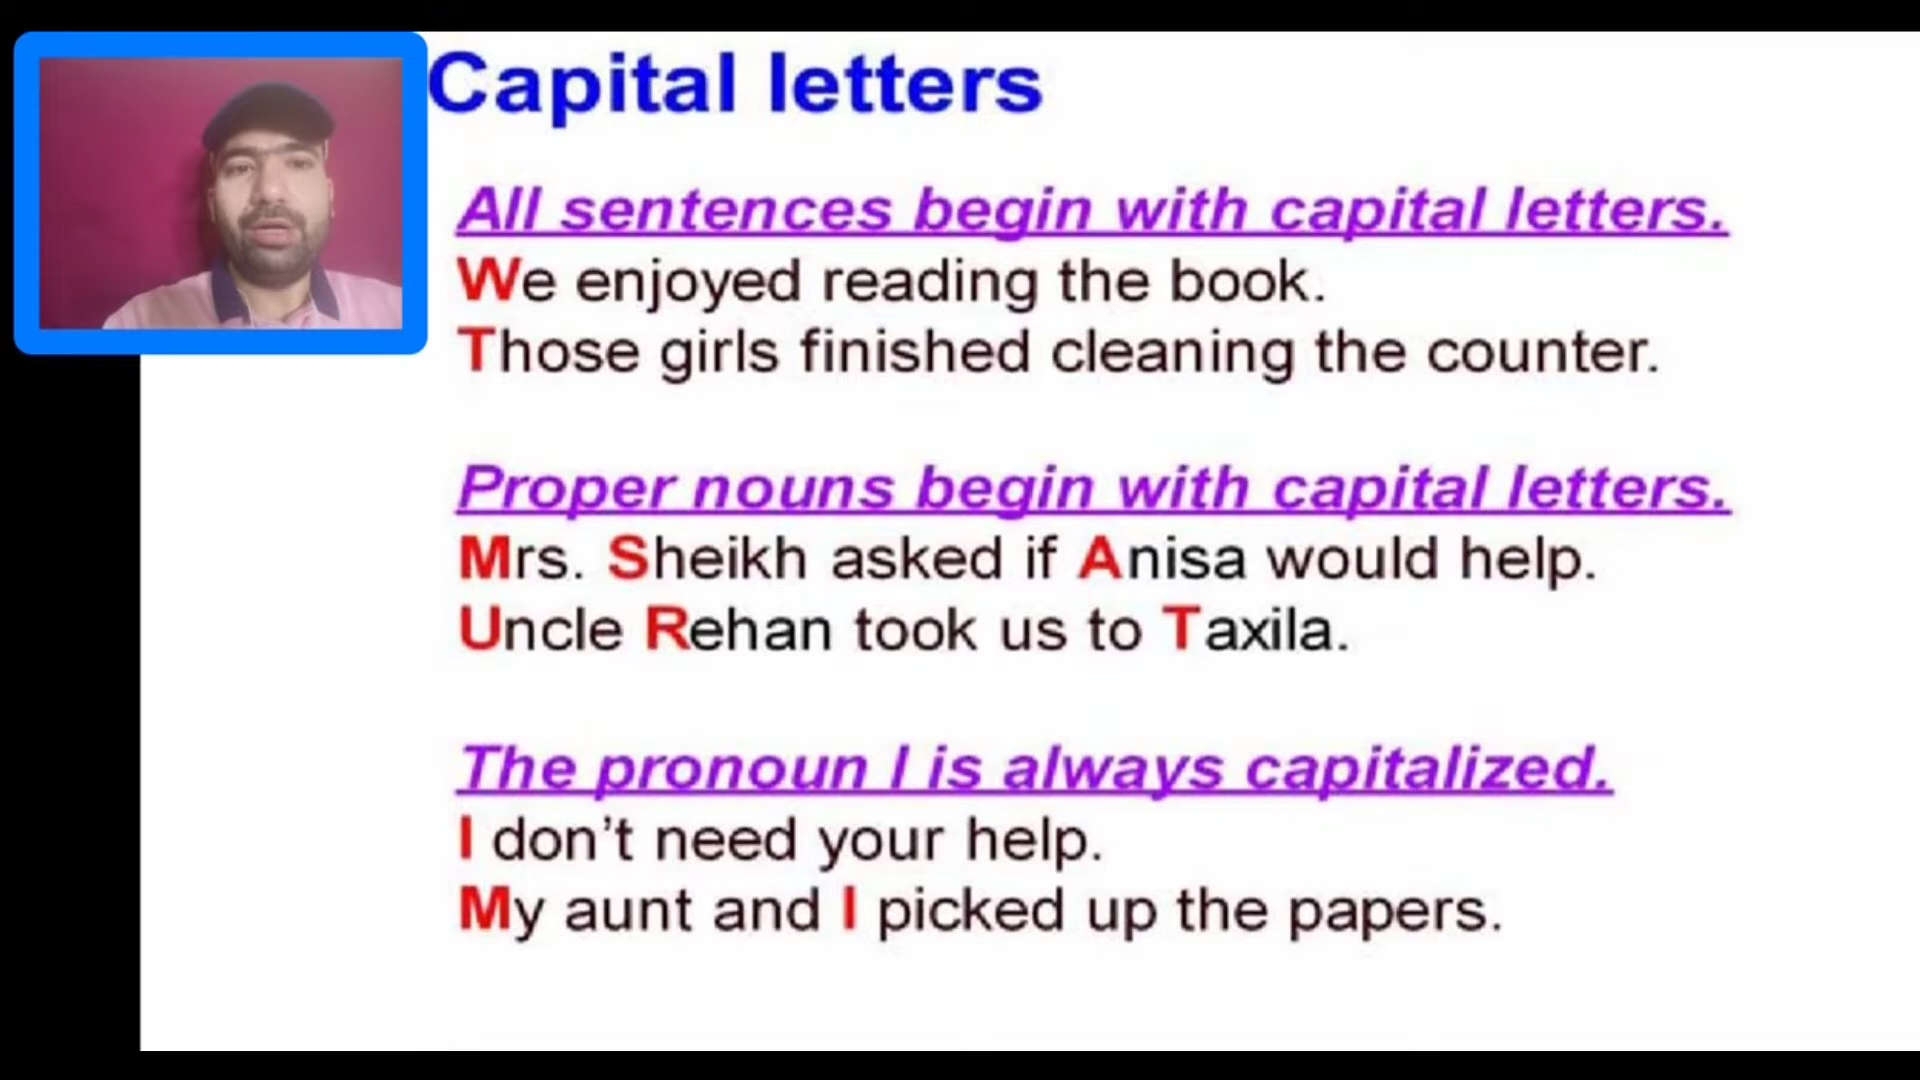 Capital letters
All sentences begin with capital letters.
We enjoyed reading the book.
Those girls finished cleaning the counter.
Proper nouns begin with capital letters.
Mrs. Sheikh asked if Anisa would help.
Uncle Rehan took us to Taxila.
The pronoun I is always capitalized.
I don’t need your help.
My aunt and I picked up the papers.